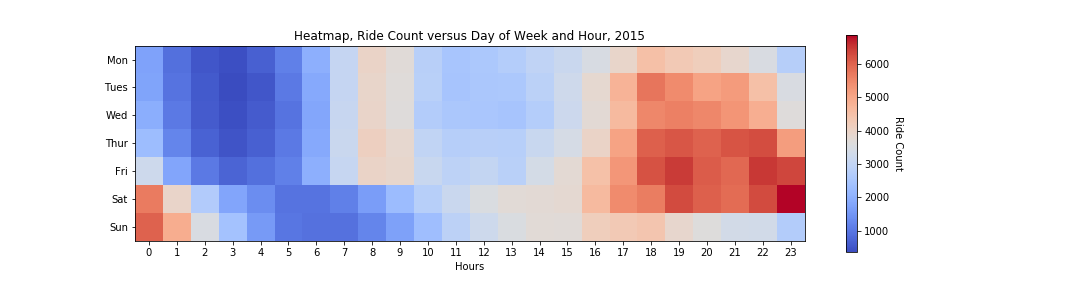 Heatmap, Ride Count versus Day of Week and Hour, 2015
Mon
Tues
Wed
Thur
Fri
Sat
Sun
0 1 2 3 4 5 6 7 8 9 10 11 12 13 14 15 16 17 18 19 20 21 22 23
Hours
6000
5000
4000
3000
2000
1000
Ride Count